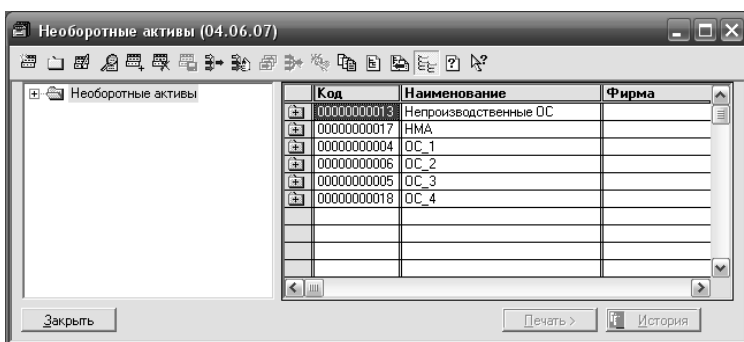 Необоротные активы (04.06.07)
Необоротные активы
Код Наименование Фирма
00000000013 Непроизводственные ОС
00000000017 НМА
00000000004 ОС_1
00000000006 ОС_2
00000000005 ОС_3
00000000018 ОС_4
Закрыть Печать > История